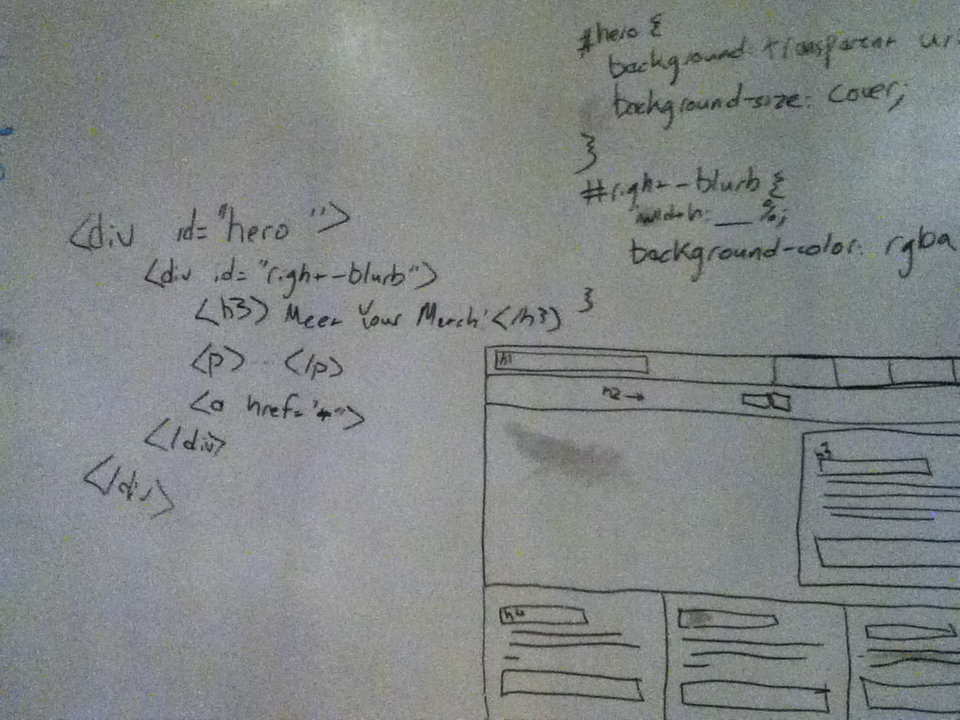 #hero {
background: transparent
background-size: cover;
}
#right-blurb {
width: __%;
background-color: rgba
}
<div id="hero">
<div id="right-blurb">
<h3> Meet Your Merch! </h3>
<p> .. </p>
<a href="#">
</div>
</div>
h1
h2 →
h3
h4